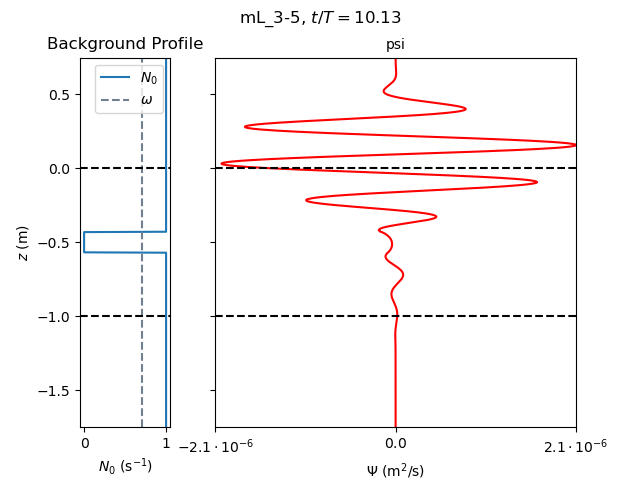 mL_3-5, t/T = 10.13
Background Profile
psi
N₀
ω
0.5
0.0
−0.5
−1.0
−1.5
z (m)
0
1
N₀ (s⁻¹)
−2.1 · 10⁻⁶
0.0
2.1 · 10⁻⁶
Ψ (m²/s)